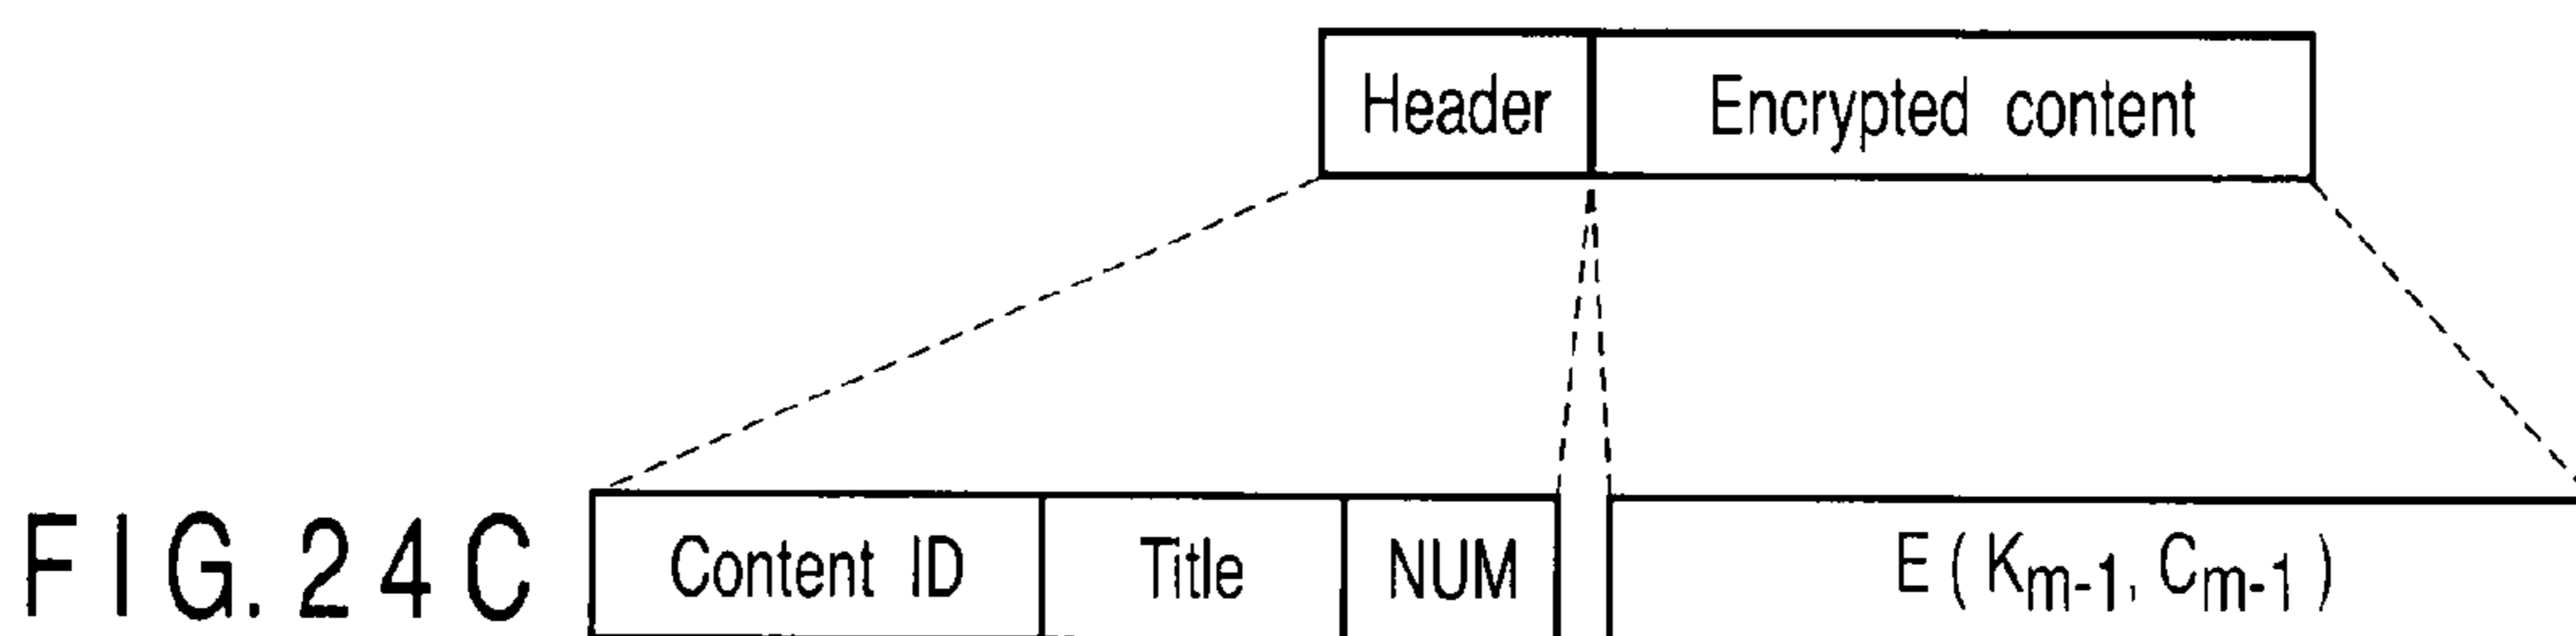 Header Encrypted content
FIG. 24C Content ID Title NUM E ( Km-1, Cm-1 )